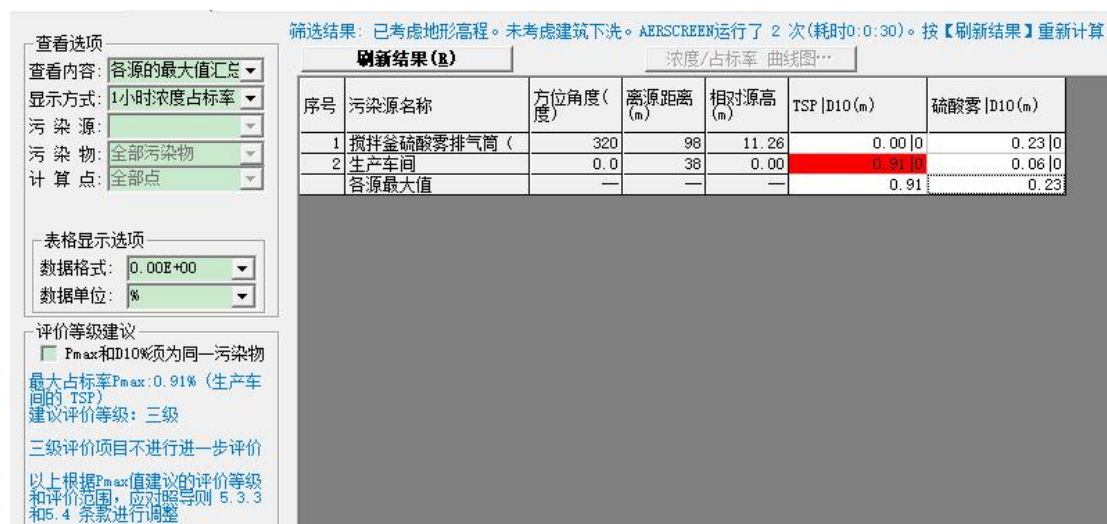 筛选结果: 已考虑地形高程。未考虑建筑下洗。AERSCREEN运行了 2 次(耗时0:0:30)。按【刷新结果】重新计算
刷新结果(R) 浓度/占标率 曲线图…
查看选项
查看内容: 各源的最大值汇总
显示方式: 1小时浓度占标率
污 染 源:
污 染 物: 全部污染物
计 算 点: 全部点
表格显示选项
数据格式: 0.00E+00
数据单位: %
评价等级建议
Pmax和D10%须为同一污染物
最大占标率Pmax:0.91% (生产车
间的 TSP)
建议评价等级: 三级
三级评价项目不进行进一步评价
以上根据Pmax值建议的评价等级
和评价范围,应对照导则 5.3.3
和5.4 条款进行调整
序号 污染源名称 方位角度(度) 离源距离(m) 相对源高(m) TSP|D10(m) 硫酸雾|D10(m)
1 搅拌釜硫酸雾排气筒( 320 98 11.26 0.00|0 0.23|0
2 生产车间 0.0 38 0.00 0.91|0 0.06|0
各源最大值 — — — 0.91 0.23